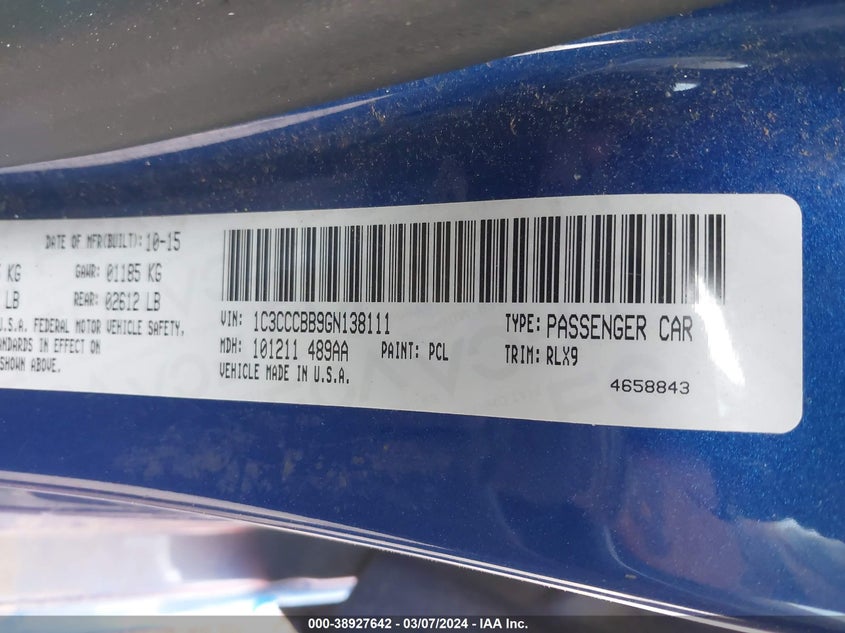 DATE OF MFR(BUILT): 10-15
KG GAWR: 01185 KG
LB REAR: 02612 LB
U.S.A. FEDERAL MOTOR VEHICLE SAFETY,
STANDARDS IN EFFECT ON
SHOWN ABOVE.
VIN: 1C3CCCBB9GN138111 TYPE: PASSENGER CAR
MDH: 101211 489AA PAINT: PCL TRIM: RLX9
VEHICLE MADE IN U.S.A.
4658843
000-38927642 - 03/07/2024 - IAA Inc.